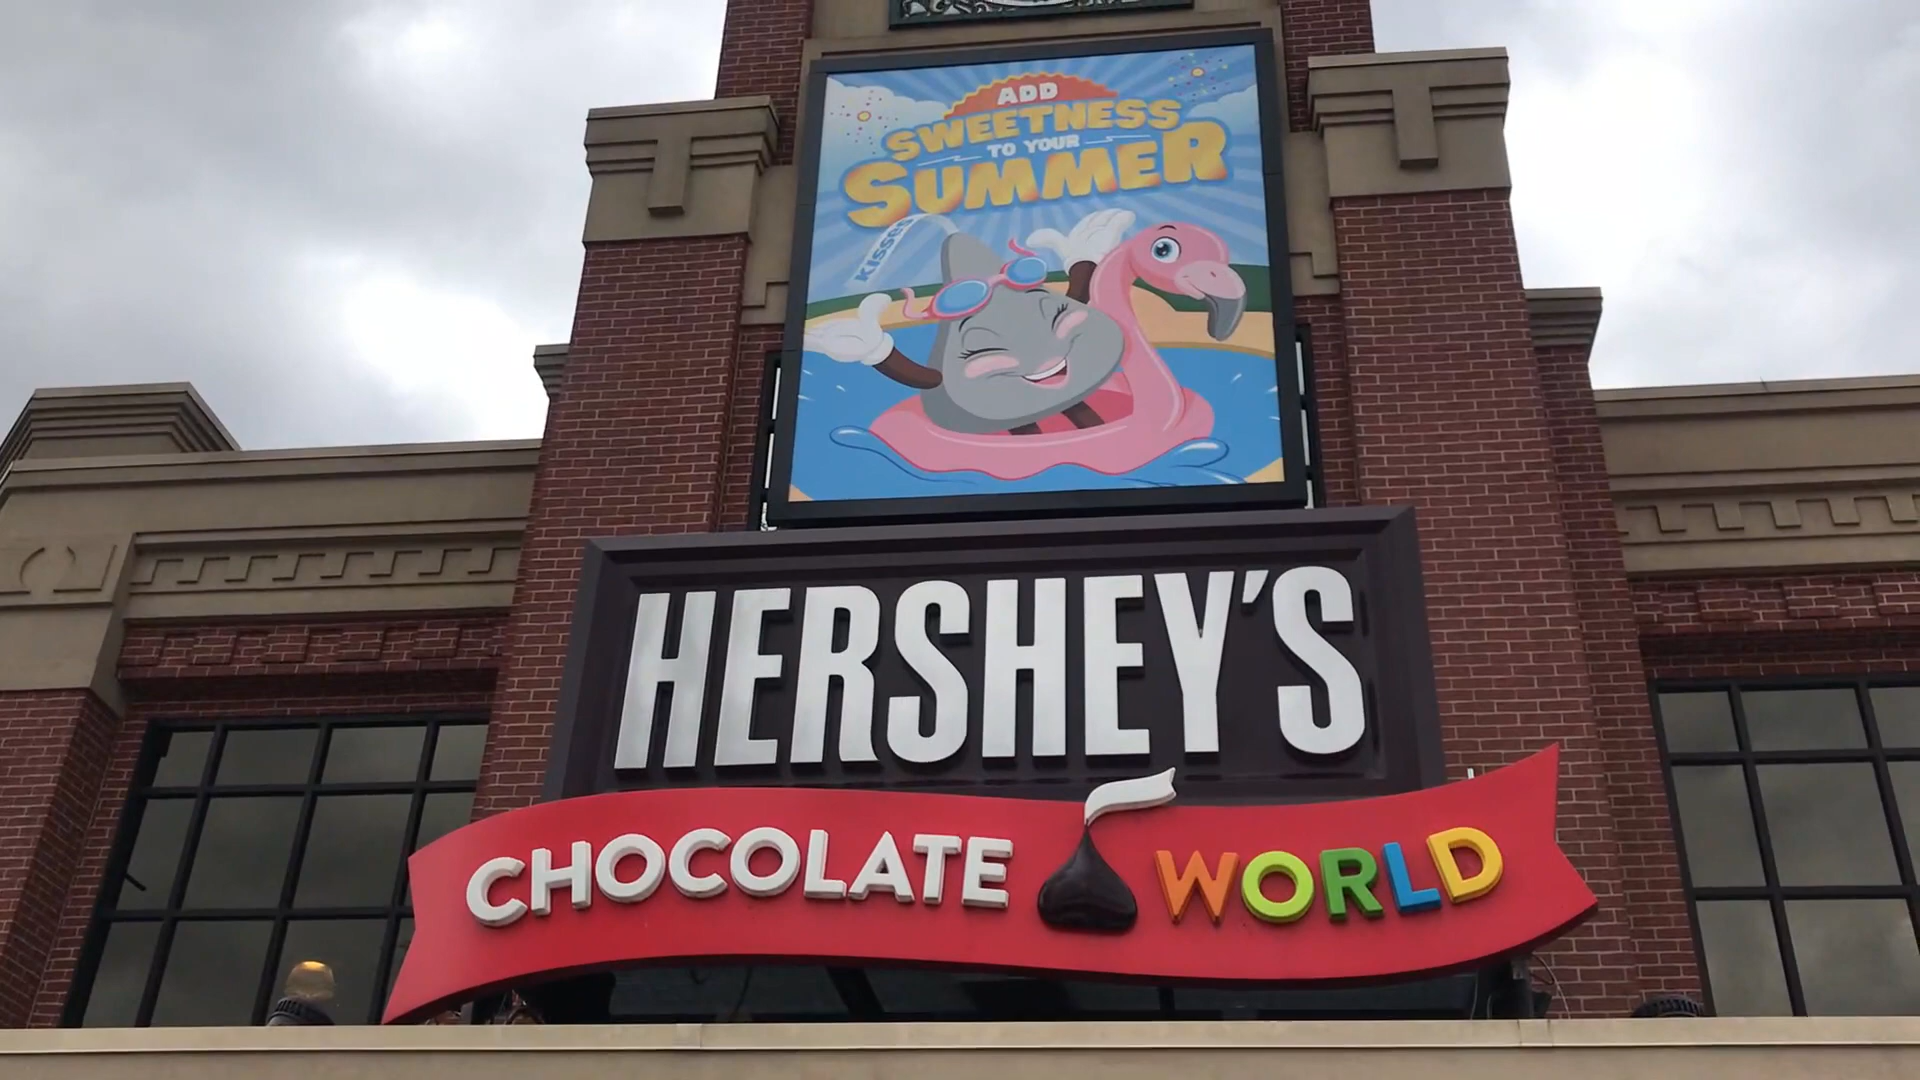 ADD
SWEETNESS
TO YOUR
SUMMER
KISSES
HERSHEY'S
CHOCOLATE WORLD